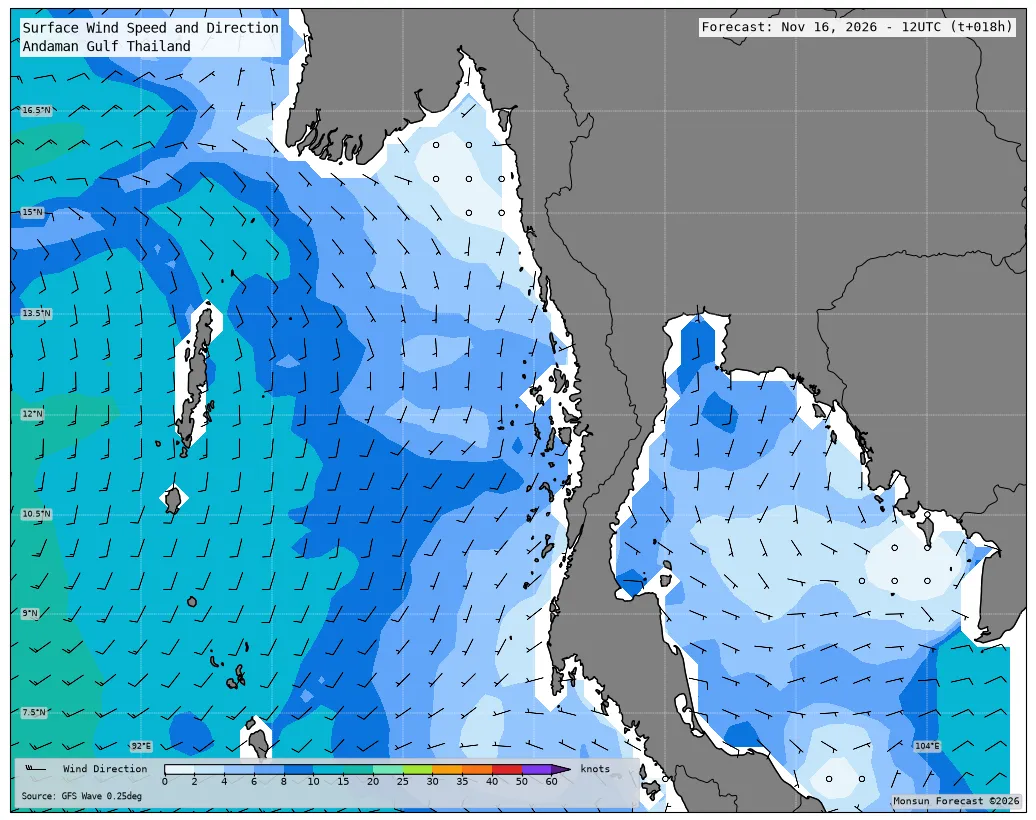 Surface Wind Speed and Direction
Andaman Gulf Thailand
Forecast: Nov 16, 2026 - 12UTC (t+018h)
16.5°N
15°N
13.5°N
12°N
10.5°N
9°N
7.5°N
92°E
104°E
Wind Direction
knots
0 2 4 6 8 10 15 20 25 30 35 40 50 60
Source: GFS Wave 0.25deg
Monsun Forecast ©2026